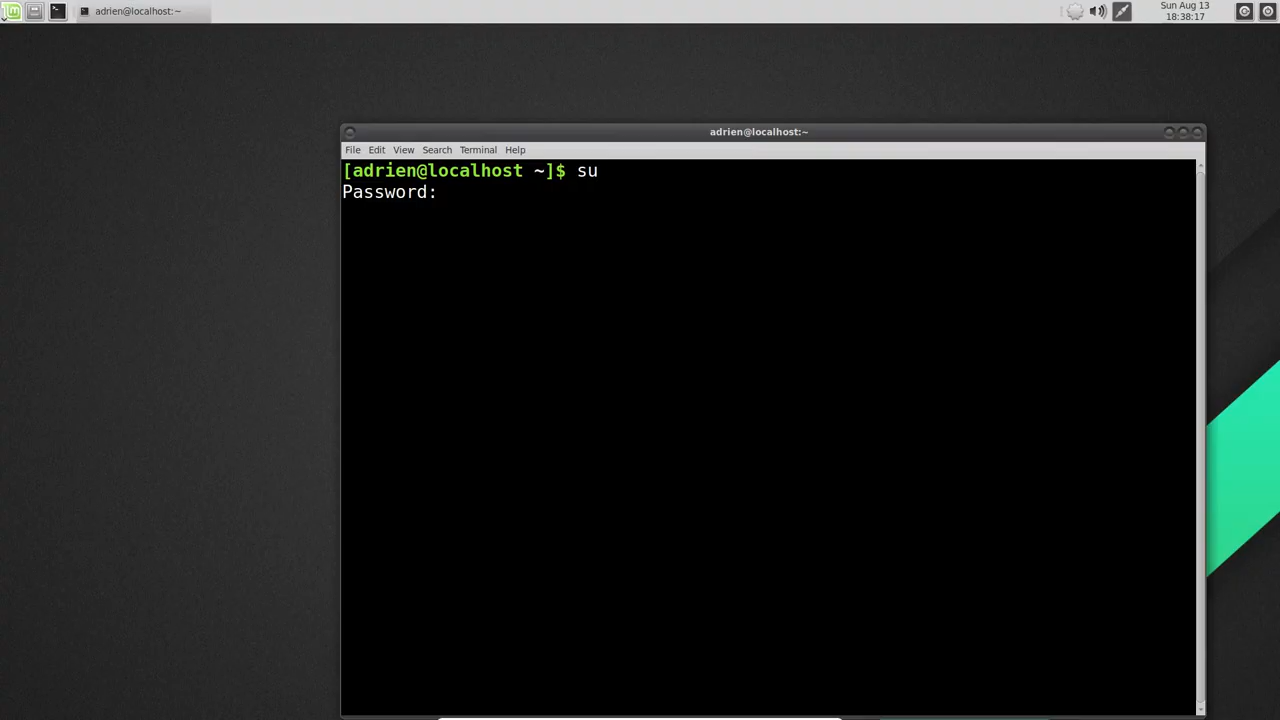 adrien@localhost:~
Sun Aug 13
18:38:17
adrien@localhost:~
File Edit View Search Terminal Help
[adrien@localhost ~]$ su
Password: